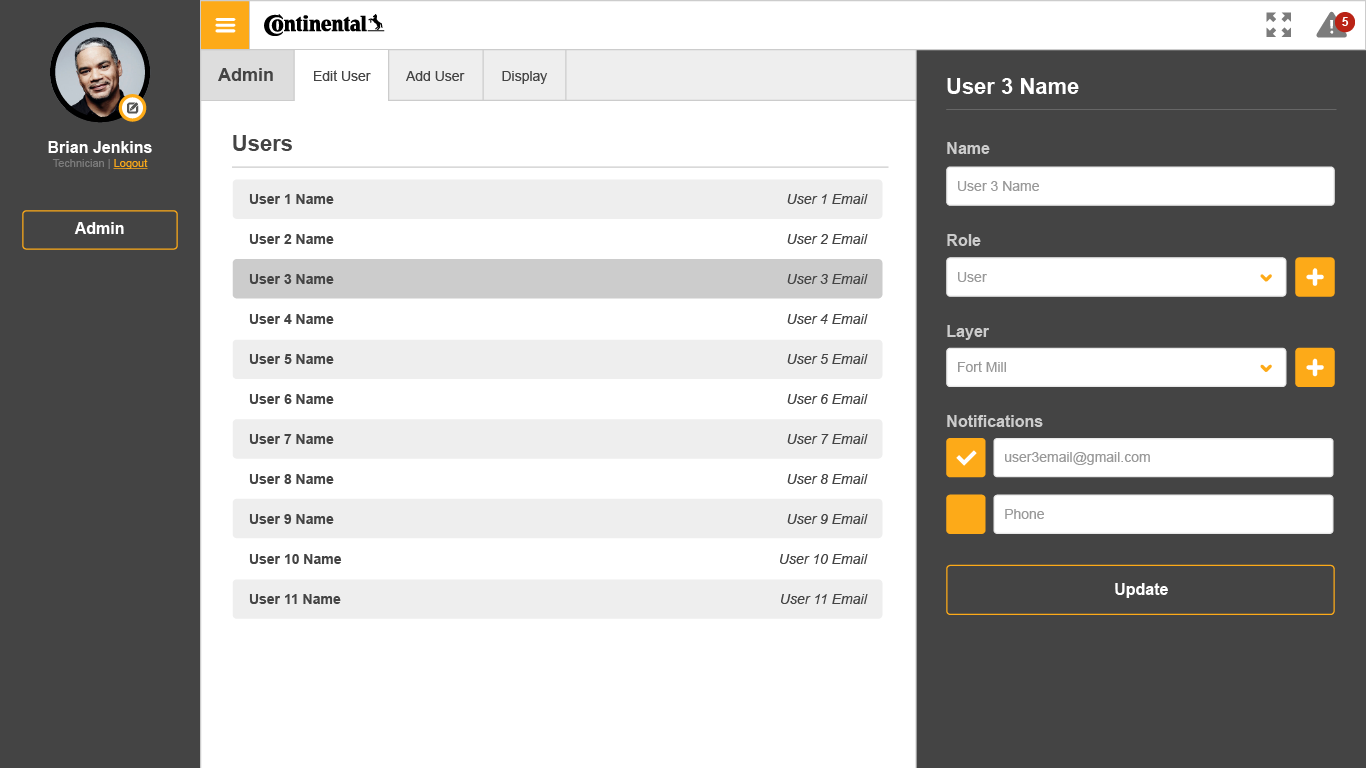 Brian Jenkins
Technician | Logout
Admin
Continental
5
Admin
Edit User
Add User
Display
Users
User 1 Name User 1 Email
User 2 Name User 2 Email
User 3 Name User 3 Email
User 4 Name User 4 Email
User 5 Name User 5 Email
User 6 Name User 6 Email
User 7 Name User 7 Email
User 8 Name User 8 Email
User 9 Name User 9 Email
User 10 Name User 10 Email
User 11 Name User 11 Email
User 3 Name
Name
User 3 Name
Role
User
Layer
Fort Mill
Notifications
user3email@gmail.com
Phone
Update